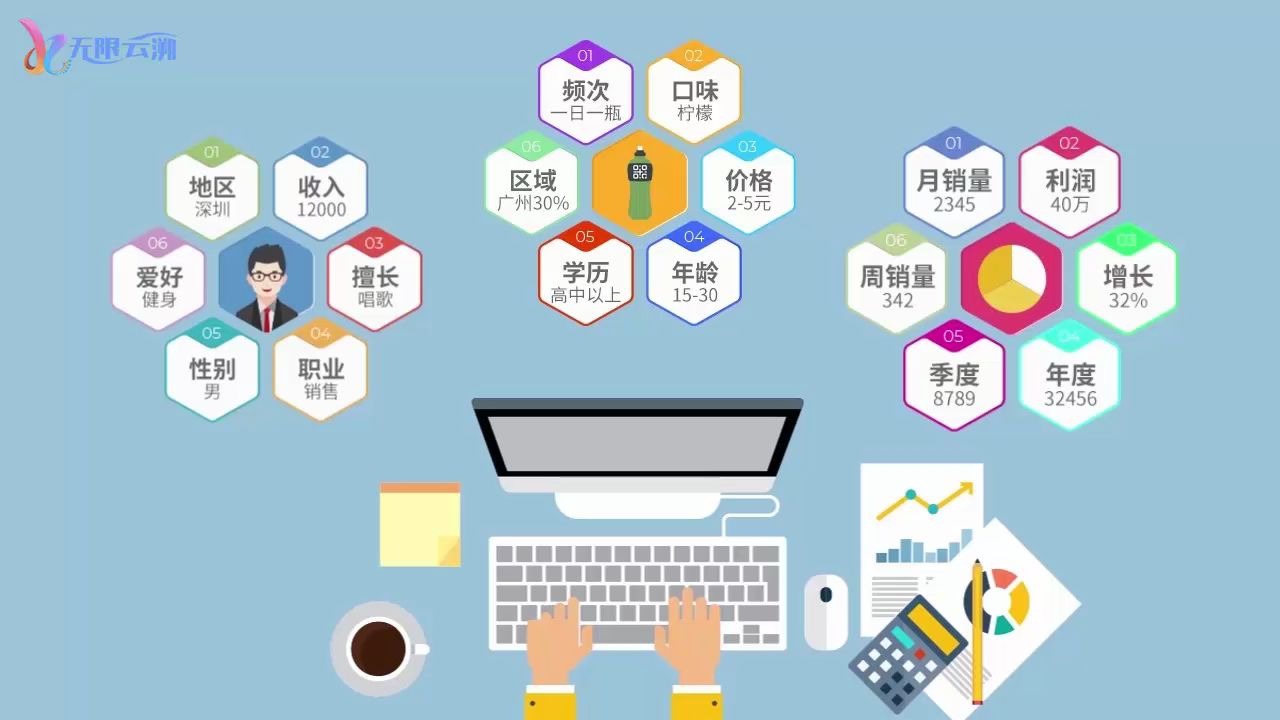 无限云溯
01
地区
深圳
02
收入
12000
03
擅长
唱歌
04
职业
销售
05
性别
男
06
爱好
健身
01
频次
一日一瓶
02
口味
柠檬
03
价格
2-5元
04
年龄
15-30
05
学历
高中以上
06
区域
广州30%
01
月销量
2345
02
利润
40万
03
增长
32%
04
年度
32456
05
季度
8789
06
周销量
342